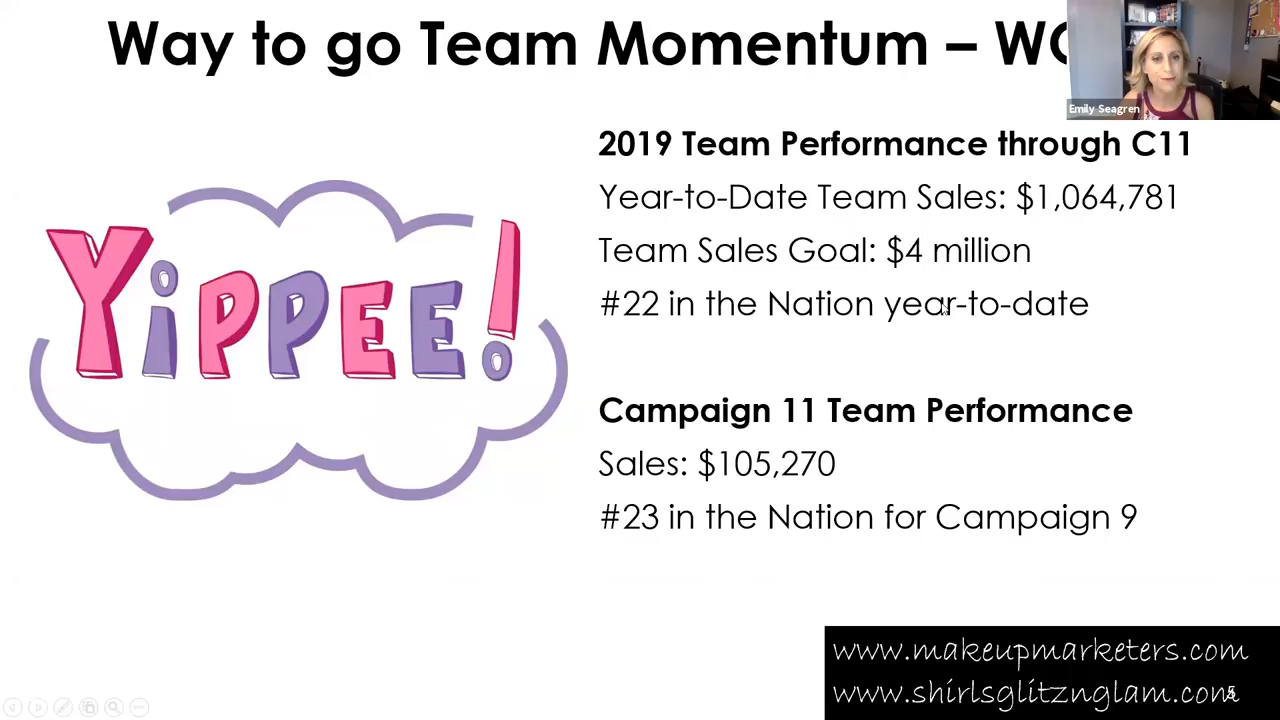 Way to go Team Momentum –
Emily Seagren
2019 Team Performance through C11
Year-to-Date Team Sales: $1,064,781
Team Sales Goal: $4 million
#22 in the Nation year-to-date
Yippee!
Campaign 11 Team Performance
Sales: $105,270
#23 in the Nation for Campaign 9
www.makeupmarketers.com
www.shirlsglitznglam.com
5